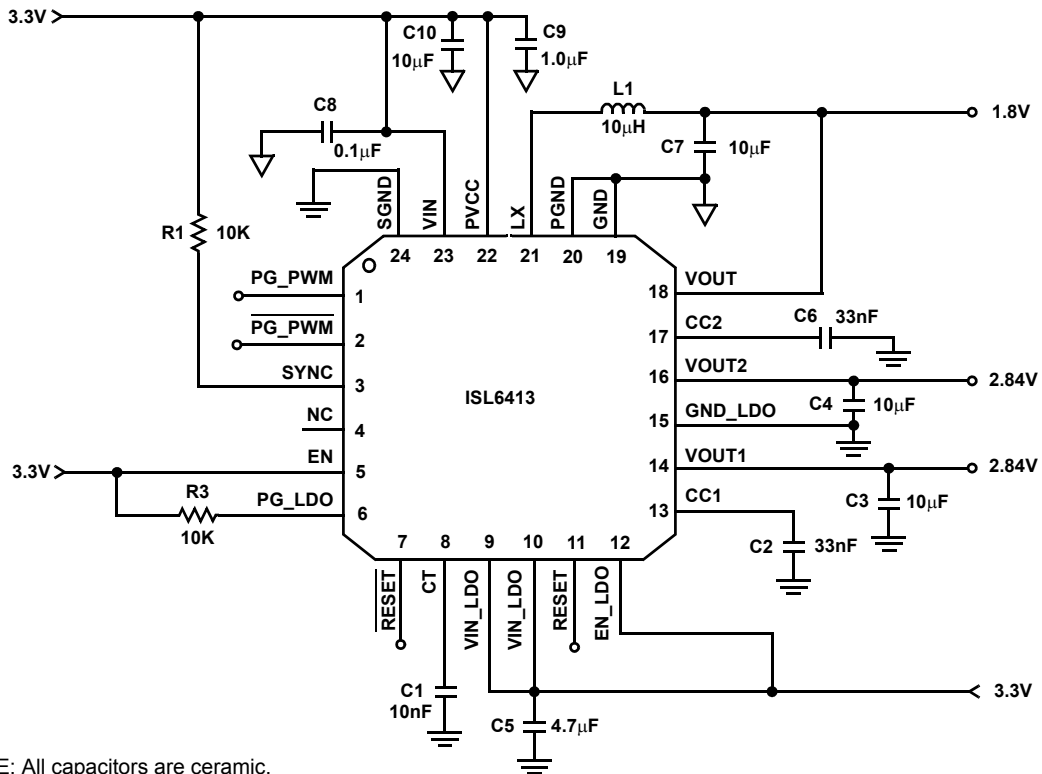 3.3V
C10
10µF
C9
1.0µF
C8
0.1µF
L1
10µH
1.8V
C7
10µF
R1
10K
SGND
VIN
PVCC
LX
PGND
GND
24
23
22
21
20
19
PG_PWM
1
PG_PWM
2
SYNC
3
NC
4
3.3V
EN
5
R3
10K
PG_LDO
6
ISL6413
18
VOUT
17
CC2
C6
33nF
16
VOUT2
2.84V
C4
10µF
15
GND_LDO
14
VOUT1
2.84V
C3
10µF
13
CC1
C2
33nF
7
8
9
10
11
12
RESET
CT
VIN_LDO
VIN_LDO
RESET
EN_LDO
C1
10nF
C5
4.7µF
3.3V
E: All capacitors are ceramic.